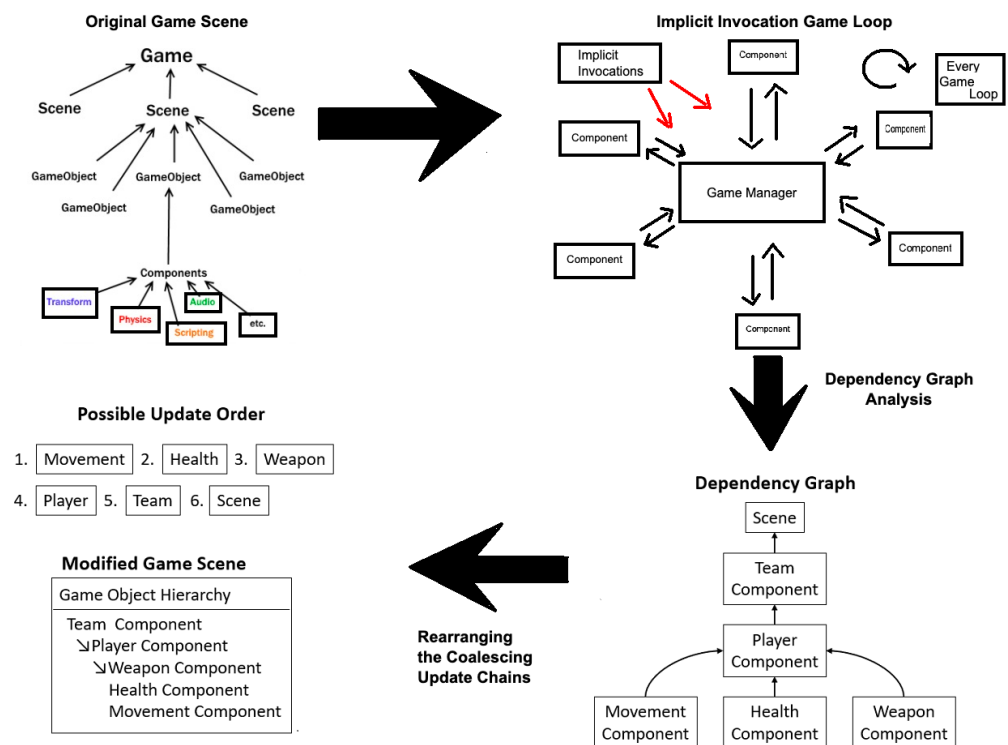 Original Game Scene
Game
Scene
Scene
Scene
GameObject
GameObject
GameObject
GameObject
GameObject
Components
Transform
Physics
Audio
Scripting
etc.
Implicit Invocation Game Loop
Implicit
Invocations
Component
Every
Game
Loop
Component
Component
Game Manager
Component
Component
Component
Dependency Graph
Analysis
Dependency Graph
Scene
Team
Component
Player
Component
Movement
Component
Health
Component
Weapon
Component
Rearranging
the Coalescing
Update Chains
Possible Update Order
1. Movement 2. Health 3. Weapon
4. Player 5. Team 6. Scene
Modified Game Scene
Game Object Hierarchy
Team Component
↘Player Component
↘Weapon Component
Health Component
Movement Component